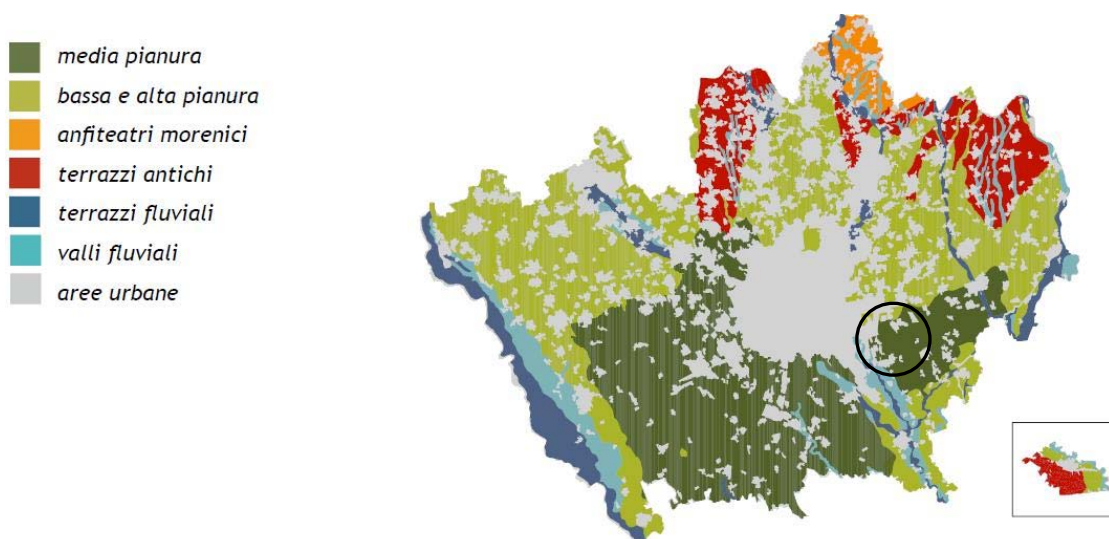 media pianura
bassa e alta pianura
anfiteatri morenici
terrazzi antichi
terrazzi fluviali
valli fluviali
aree urbane